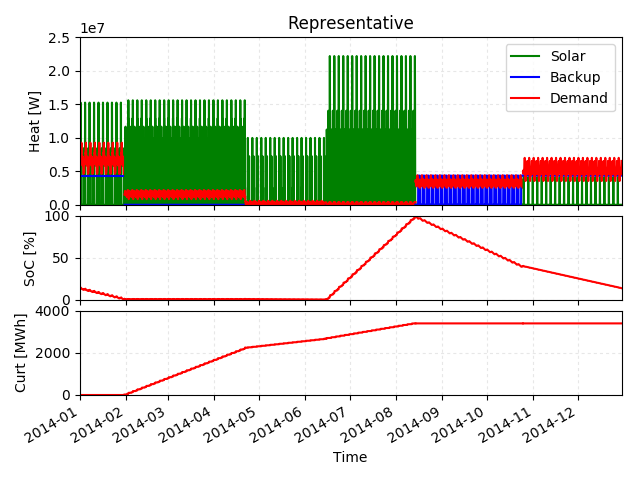 Representative
1e7
2.5
2.0
1.5
1.0
0.5
0.0
Heat [W]
Solar
Backup
Demand
100
50
0
SoC [%]
4000
2000
0
Curt [MWh]
2014-01
2014-02
2014-03
2014-04
2014-05
2014-06
2014-07
2014-08
2014-09
2014-10
2014-11
2014-12
Time